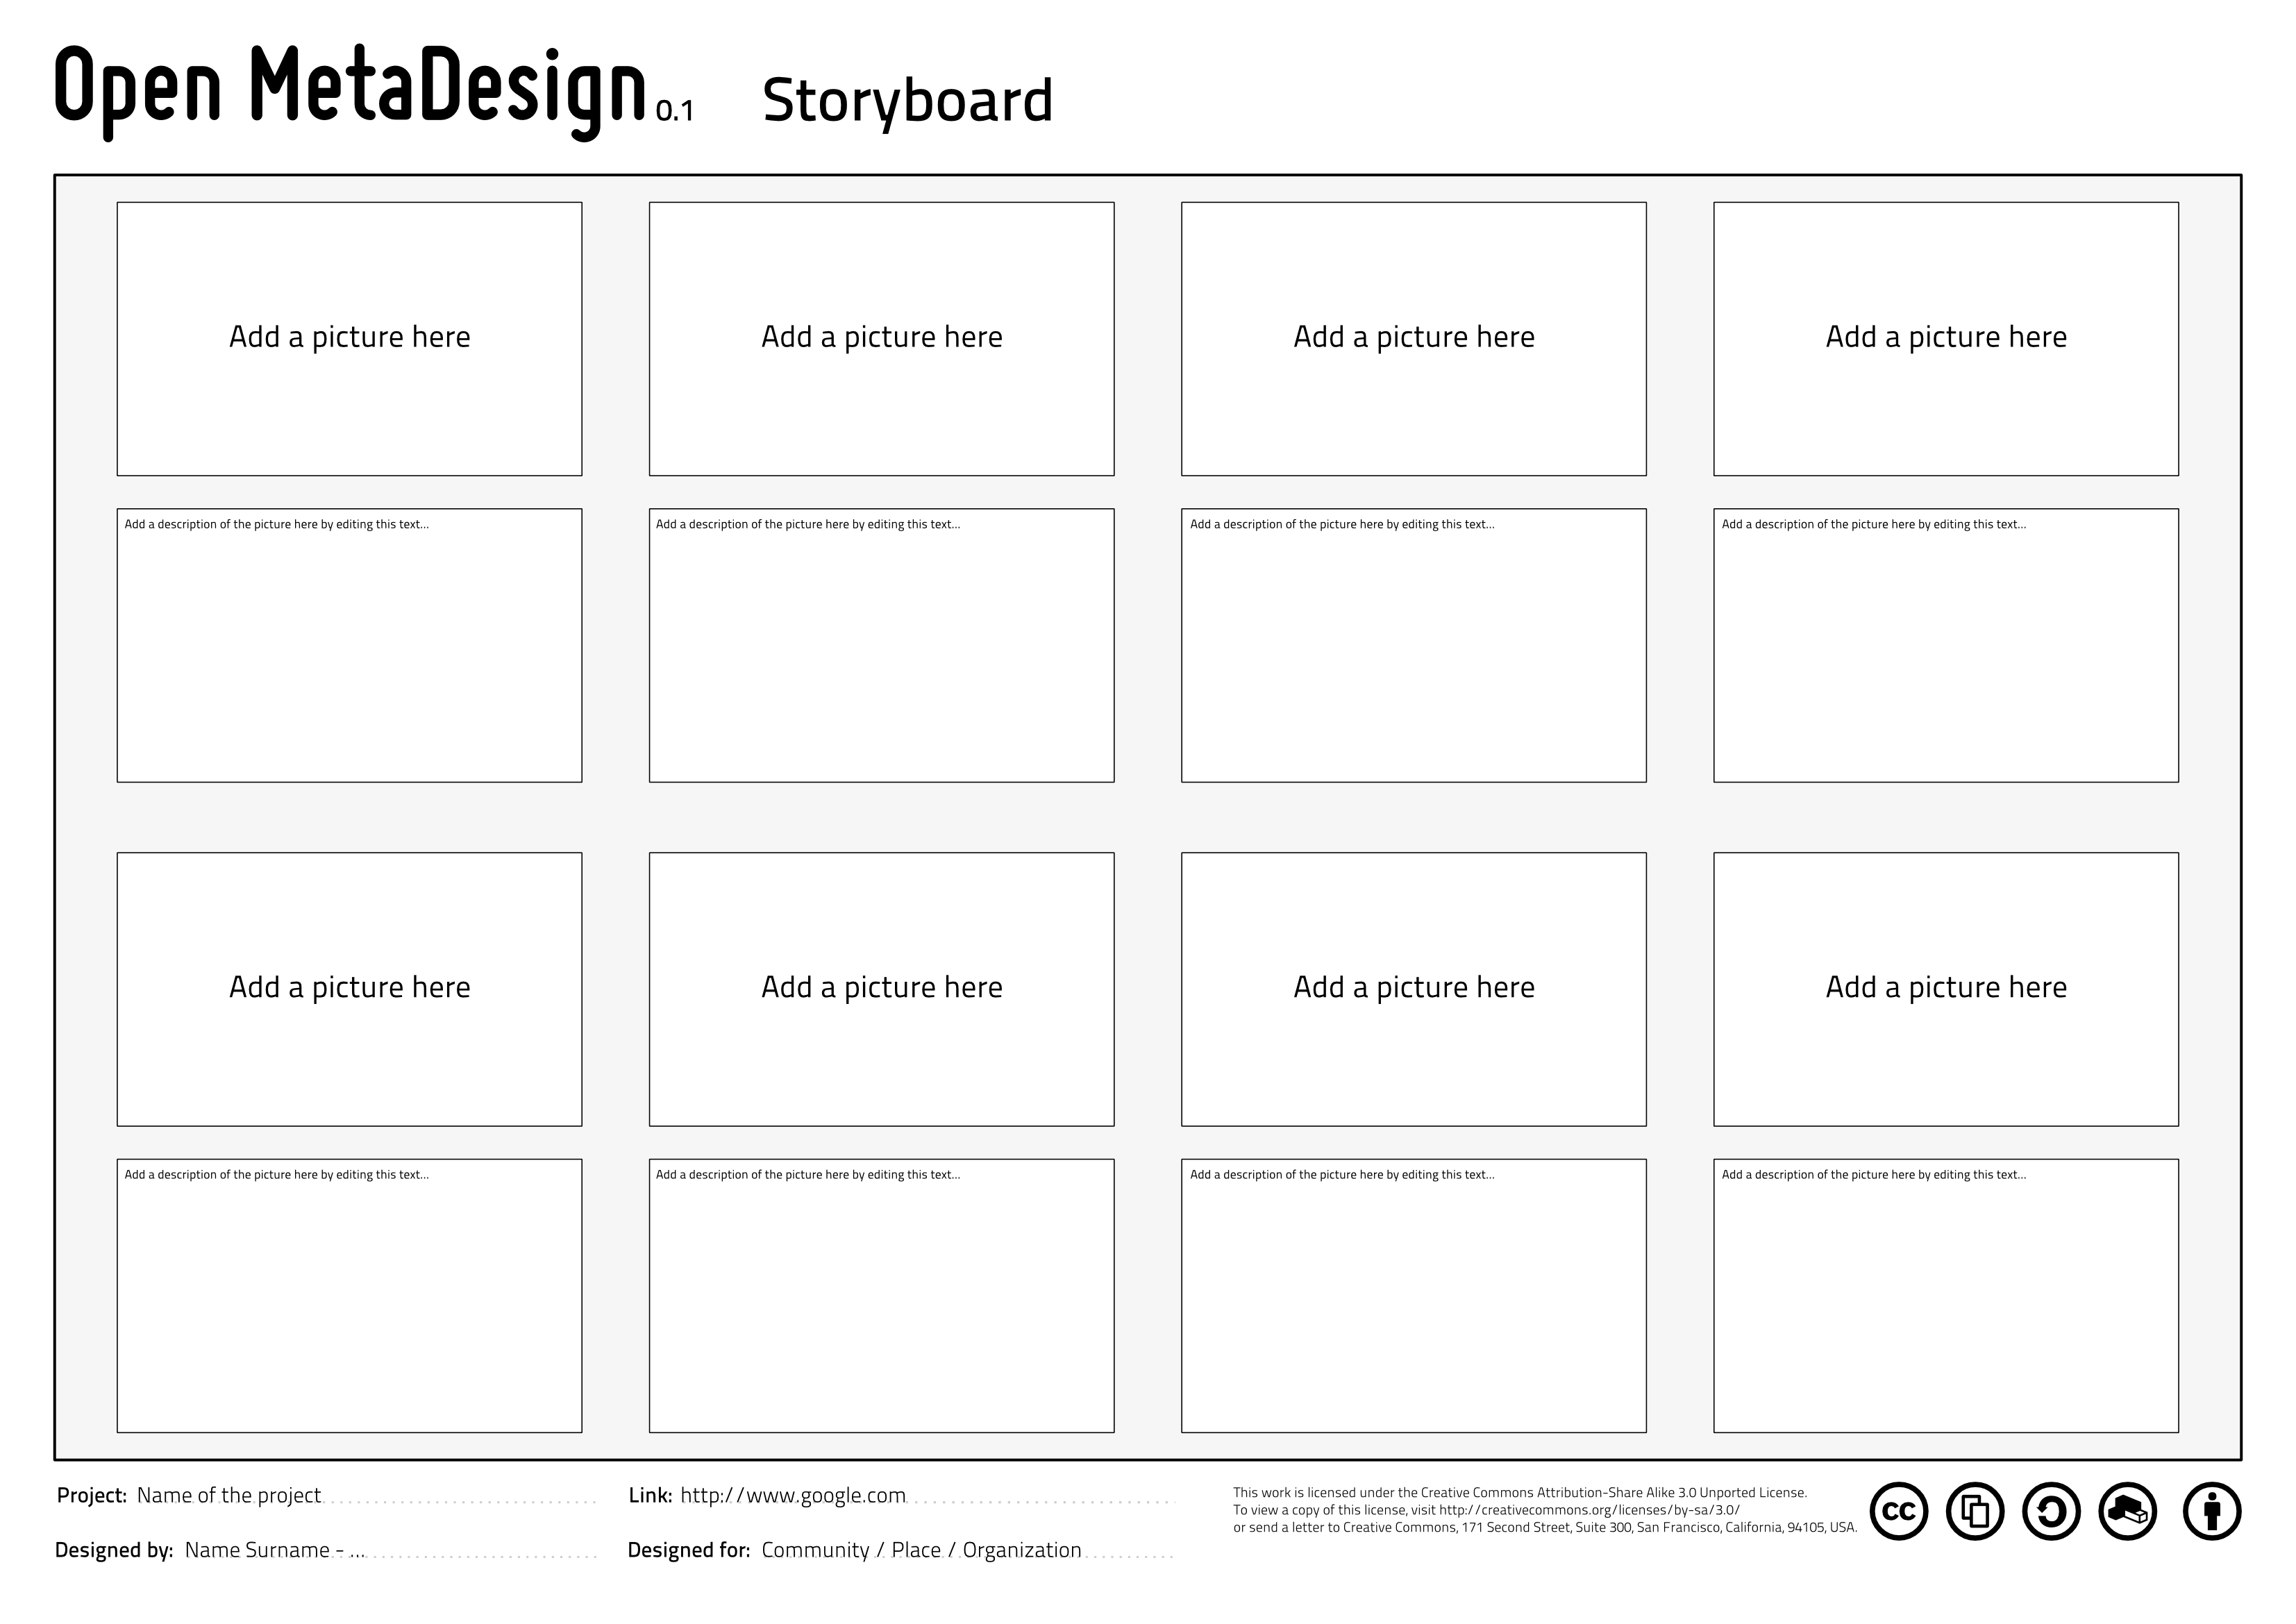 Open MetaDesign 0.1 Storyboard
Add a picture here
Add a picture here
Add a picture here
Add a picture here
Add a description of the picture here by editing this text...
Add a description of the picture here by editing this text...
Add a description of the picture here by editing this text...
Add a description of the picture here by editing this text...
Add a picture here
Add a picture here
Add a picture here
Add a picture here
Add a description of the picture here by editing this text...
Add a description of the picture here by editing this text...
Add a description of the picture here by editing this text...
Add a description of the picture here by editing this text...
Project: Name of the project
Link: http://www.google.com
Designed by: Name Surname - ...
Designed for: Community / Place / Organization
This work is licensed under the Creative Commons Attribution-Share Alike 3.0 Unported License.
To view a copy of this license, visit http://creativecommons.org/licenses/by-sa/3.0/
or send a letter to Creative Commons, 171 Second Street, Suite 300, San Francisco, California, 94105, USA.
cc